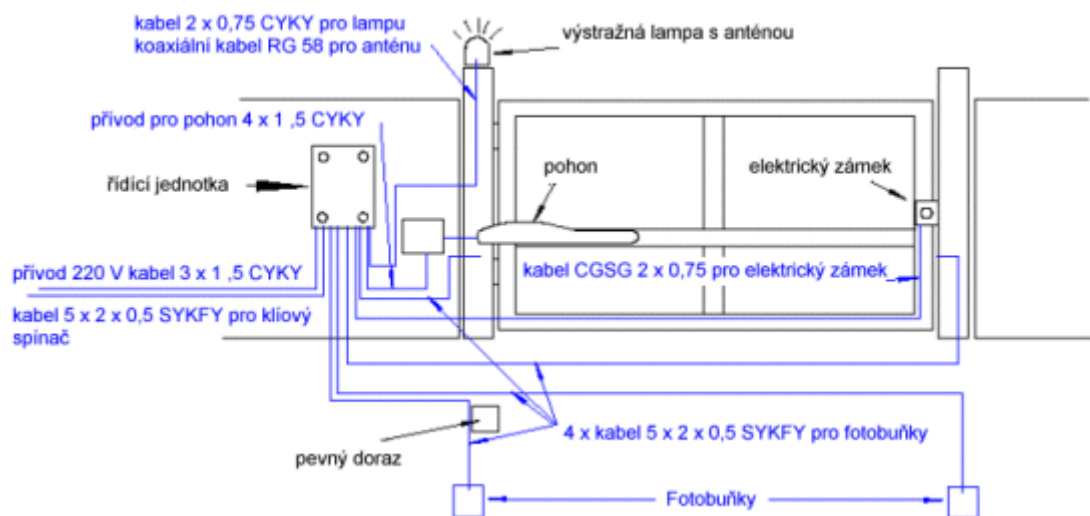 kabel 2 x 0,75 CYKY pro lampu
koaxiální kabel RG 58 pro anténu
výstražná lampa s anténou
přívod pro pohon 4 x 1 ,5 CYKY
řídící jednotka
pohon
elektrický zámek
přívod 220 V kabel 3 x 1 ,5 CYKY
kabel CGSG 2 x 0,75 pro elektrický zámek
kabel 5 x 2 x 0,5 SYKFY pro klíový
spínač
4 x kabel 5 x 2 x 0,5 SYKFY pro fotobuňky
pevný doraz
Fotobuňky